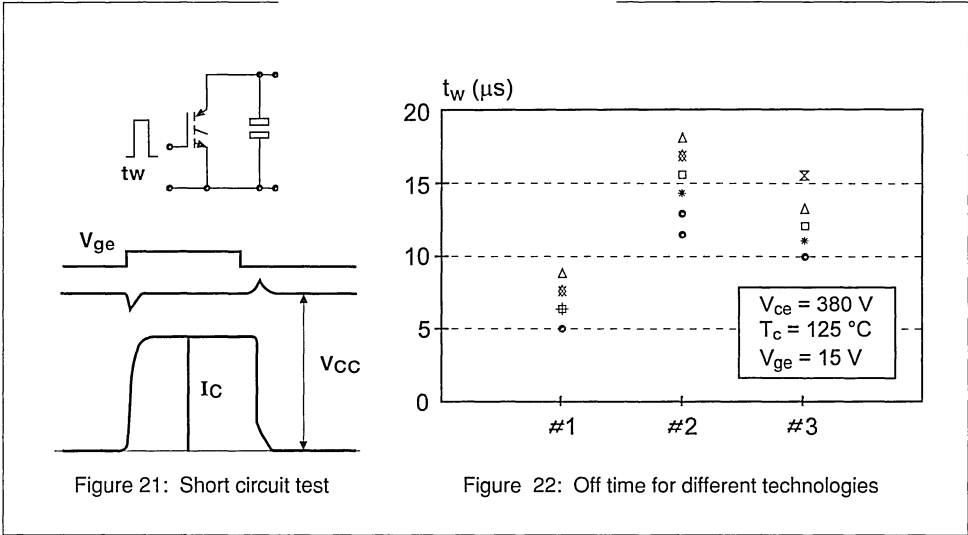 tw
Vge
VCC
IC
Figure 21: Short circuit test
tw (µs)
20
15
10
5
0
Vce = 380 V
Tc = 125 °C
Vge = 15 V
#1 #2 #3
Figure 22: Off time for different technologies